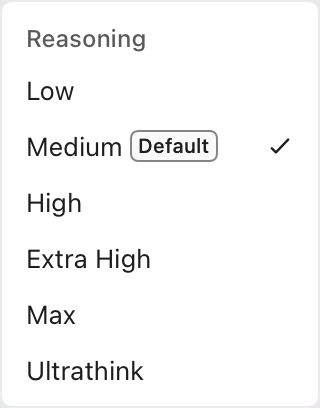 Reasoning
Low
Medium Default
High
Extra High
Max
Ultrathink